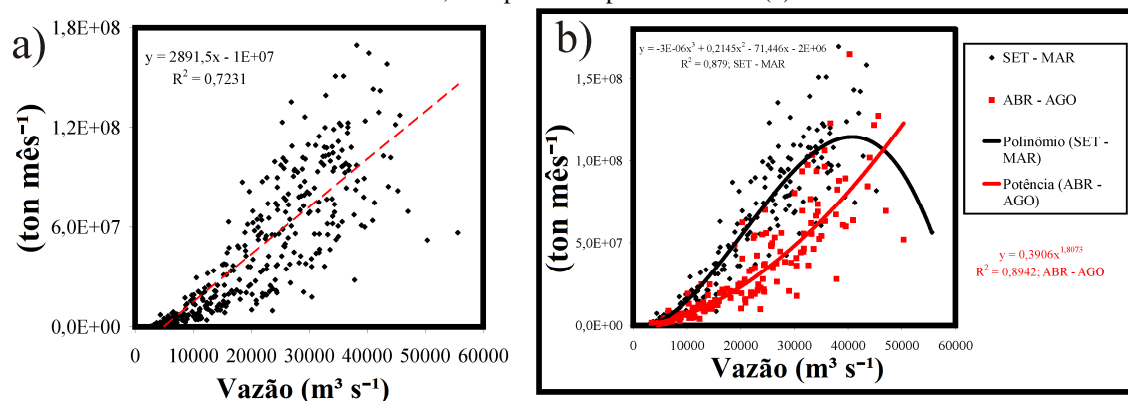 a)
1,8E+08
1,2E+08
6,0E+07
0,0E+00
(ton mês⁻¹)
y = 2891,5x - 1E+07
R² = 0,7231
0 10000 20000 30000 40000 50000 60000
Vazão (m³ s⁻¹)
b)
y = -3E-06x³ + 0,2145x² - 71,446x - 2E+06
R² = 0,879; SET - MAR
1,5E+08
1,0E+08
5,0E+07
0,0E+00
(ton mês⁻¹)
0 10000 20000 30000 40000 50000 60000
Vazão (m³ s⁻¹)
SET - MAR
ABR - AGO
Polinômio (SET -
MAR)
Potência (ABR -
AGO)
y = 0,3906x^1,8073
R² = 0,8942; ABR - AGO